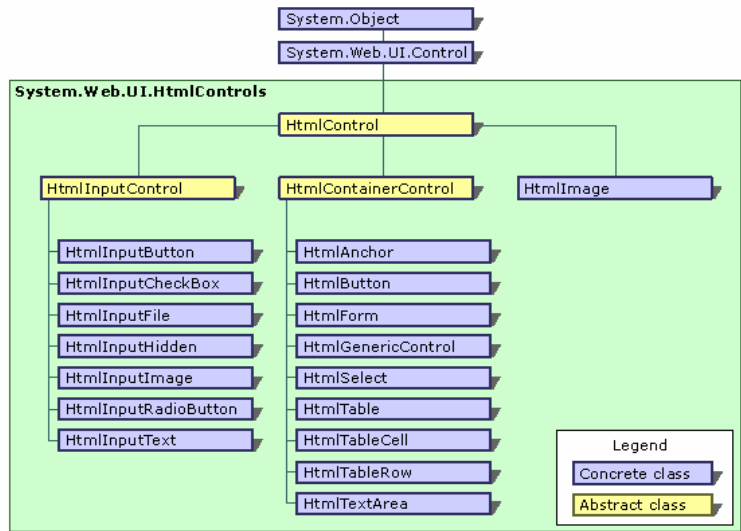 System.Object
System.Web.UI.Control
System.Web.UI.HtmlControls
HtmlControl
HtmlInputControl
HtmlContainerControl
HtmlImage
HtmlInputButton
HtmlInputCheckBox
HtmlInputFile
HtmlInputHidden
HtmlInputImage
HtmlInputRadioButton
HtmlInputText
HtmlAnchor
HtmlButton
HtmlForm
HtmlGenericControl
HtmlSelect
HtmlTable
HtmlTableCell
HtmlTableRow
HtmlTextArea
Legend
Concrete class
Abstract class